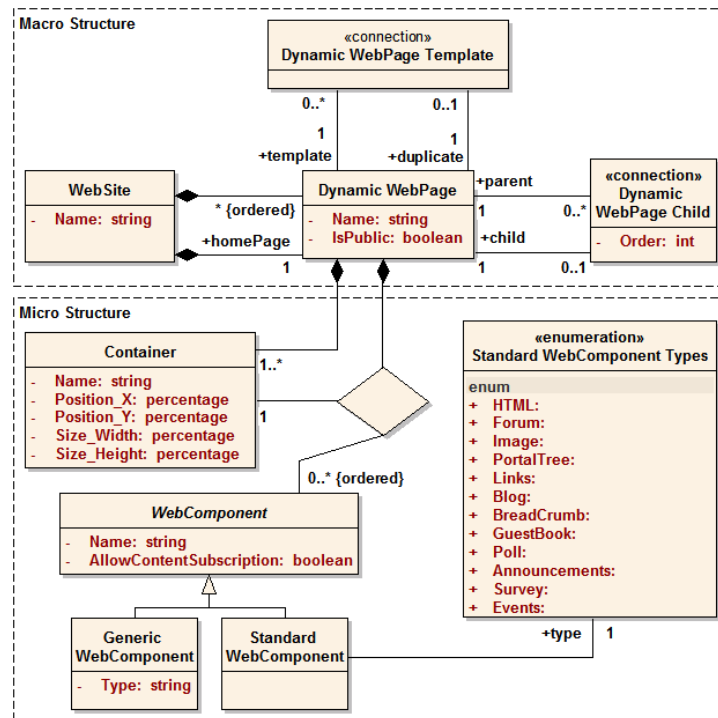 Macro Structure
«connection»
Dynamic WebPage Template
0..*
0..1
1
1
+template
+duplicate
WebSite
- Name: string
* {ordered}
+homePage
1
Dynamic WebPage
- Name: string
- IsPublic: boolean
+parent
1
0..*
+child
1
0..1
«connection»
Dynamic
WebPage Child
- Order: int
Micro Structure
Container
- Name: string
- Position_X: percentage
- Position_Y: percentage
- Size_Width: percentage
- Size_Height: percentage
1..*
1
0..* {ordered}
WebComponent
- Name: string
- AllowContentSubscription: boolean
Generic
WebComponent
- Type: string
Standard
WebComponent
«enumeration»
Standard WebComponent Types
enum
+ HTML:
+ Forum:
+ Image:
+ PortalTree:
+ Links:
+ Blog:
+ BreadCrumb:
+ GuestBook:
+ Poll:
+ Announcements:
+ Survey:
+ Events:
+type
1